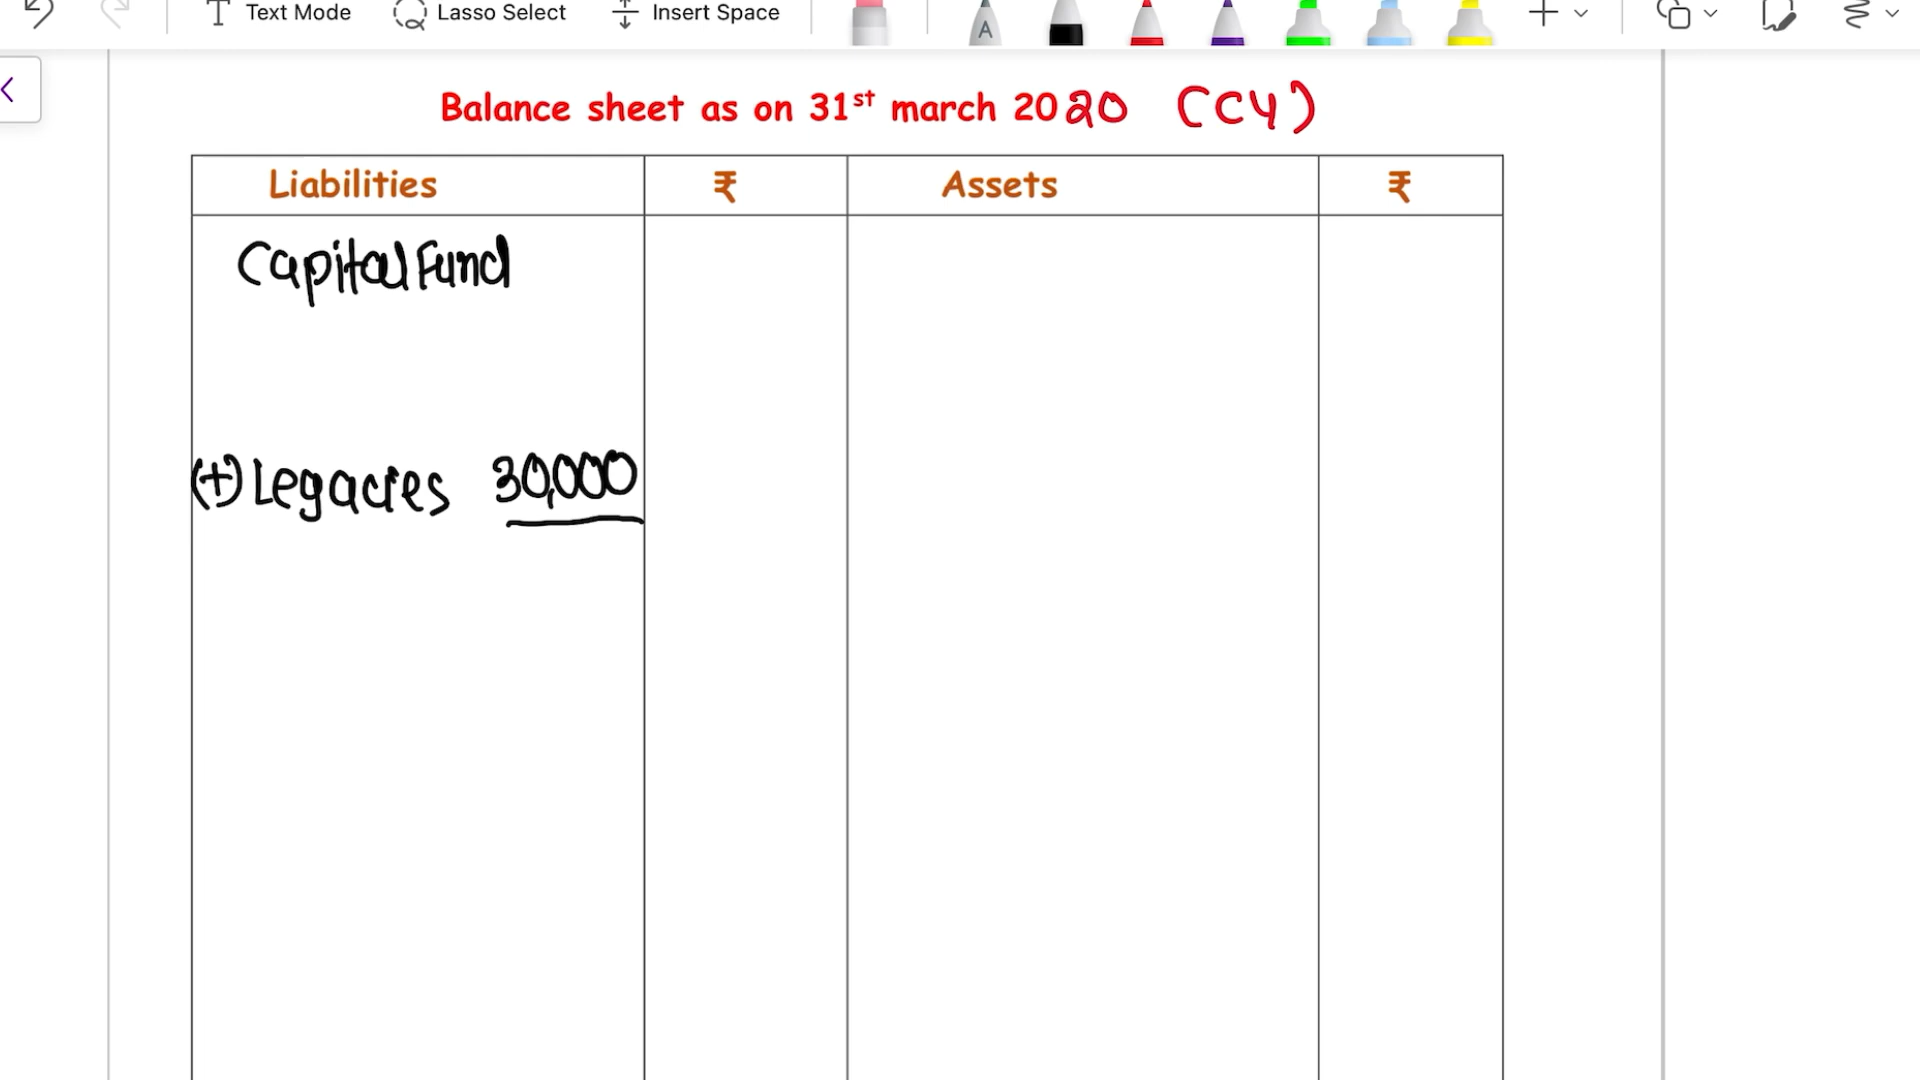 Text Mode Lasso Select Insert Space
A
Balance sheet as on 31st march 2020 (CY)
Liabilities ₹ Assets ₹
Capital Fund
(+) Legacies 30,000